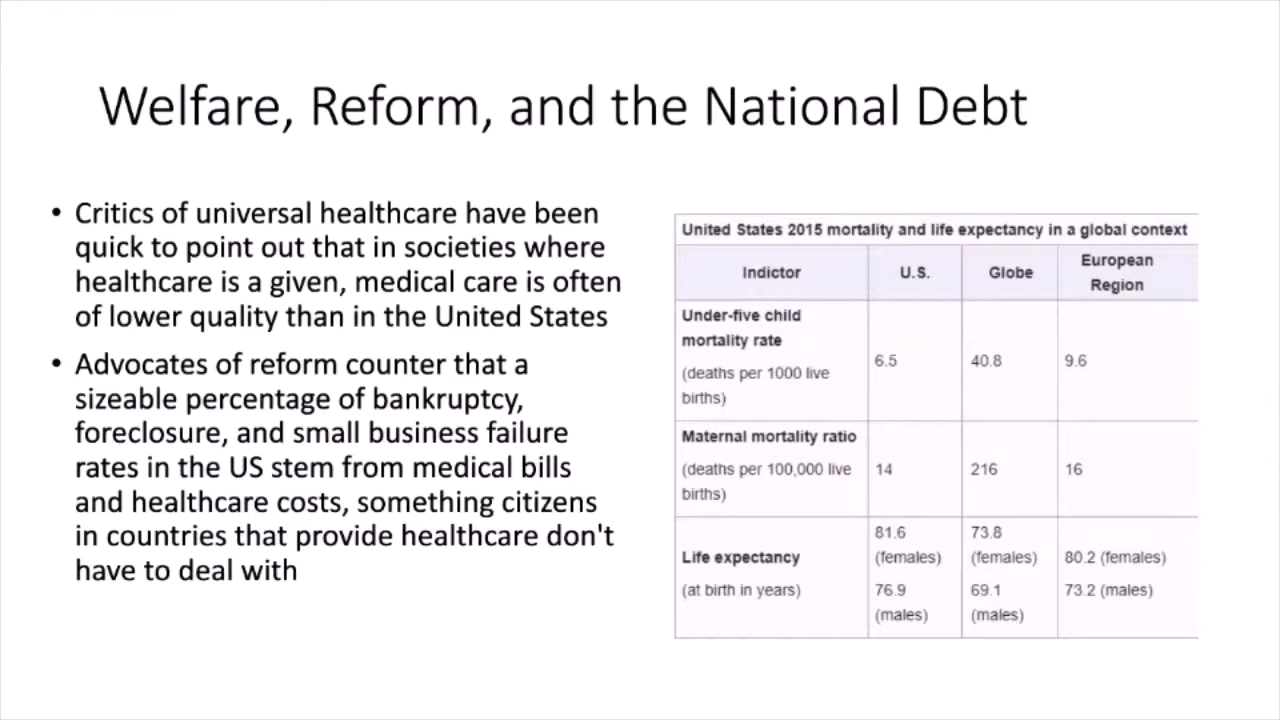 Welfare, Reform, and the National Debt
• Critics of universal healthcare have been
quick to point out that in societies where
healthcare is a given, medical care is often
of lower quality than in the United States
• Advocates of reform counter that a
sizeable percentage of bankruptcy,
foreclosure, and small business failure
rates in the US stem from medical bills
and healthcare costs, something citizens
in countries that provide healthcare don't
have to deal with
United States 2015 mortality and life expectancy in a global context
Indictor U.S. Globe European
Region
Under-five child
mortality rate
(deaths per 1000 live
births)
6.5 40.8 9.6
Maternal mortality ratio
(deaths per 100,000 live
births)
14 216 16
Life expectancy
(at birth in years)
81.6
(females)
76.9
(males)
73.8
(females)
69.1
(males)
80.2 (females)
73.2 (males)